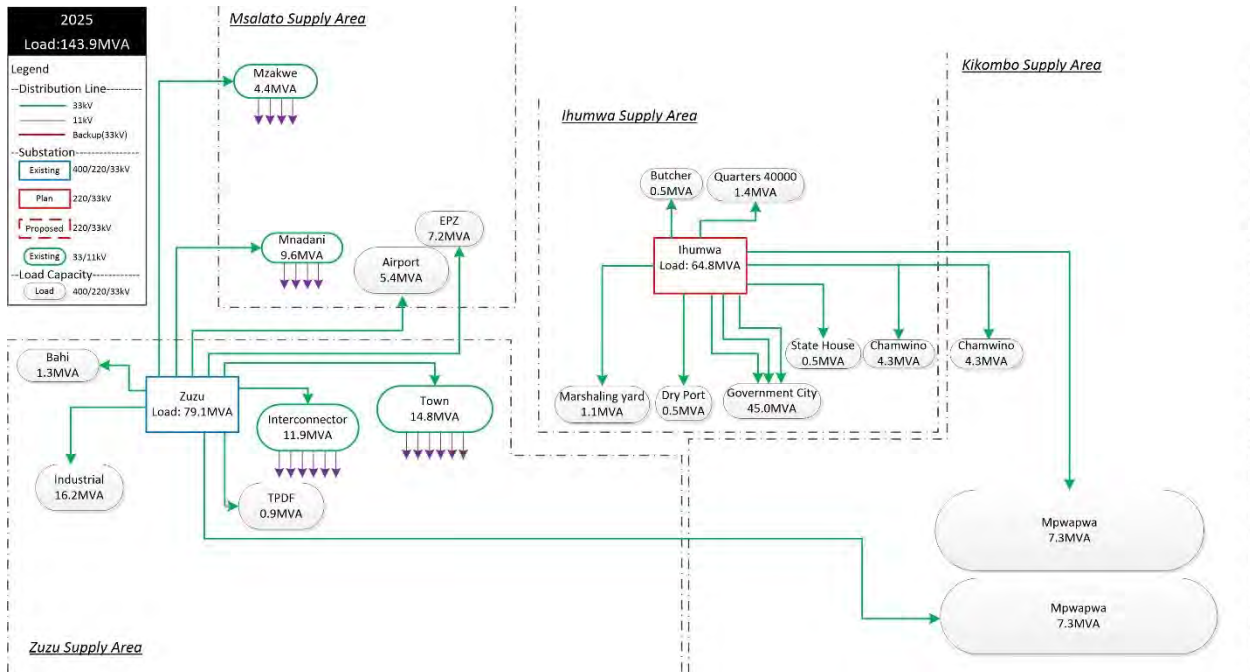 2025
Load:143.9MVA
Legend
--Distribution Line--------
33kV
11kV
Backup(33kV)
--Substation
Existing 400/220/33kV
Plan 220/33kV
Proposed 220/33kV
Existing 33/11kV
--Load Capacity
Load 400/220/33kV
Msalato Supply Area
Mzakwe
4.4MVA
Mnadani
9.6MVA
EPZ
7.2MVA
Airport
5.4MVA
Ihumwa Supply Area
Kikombo Supply Area
Butcher
0.5MVA
Quarters 40000
1.4MVA
Ihumwa
Load: 64.8MVA
State House
0.5MVA
Chamwino
4.3MVA
Chamwino
4.3MVA
Marshaling yard
1.1MVA
Dry Port
0.5MVA
Government City
45.0MVA
Bahi
1.3MVA
Zuzu
Load: 79.1MVA
Interconnector
11.9MVA
Town
14.8MVA
Industrial
16.2MVA
TPDF
0.9MVA
Mpwapwa
7.3MVA
Mpwapwa
7.3MVA
Zuzu Supply Area